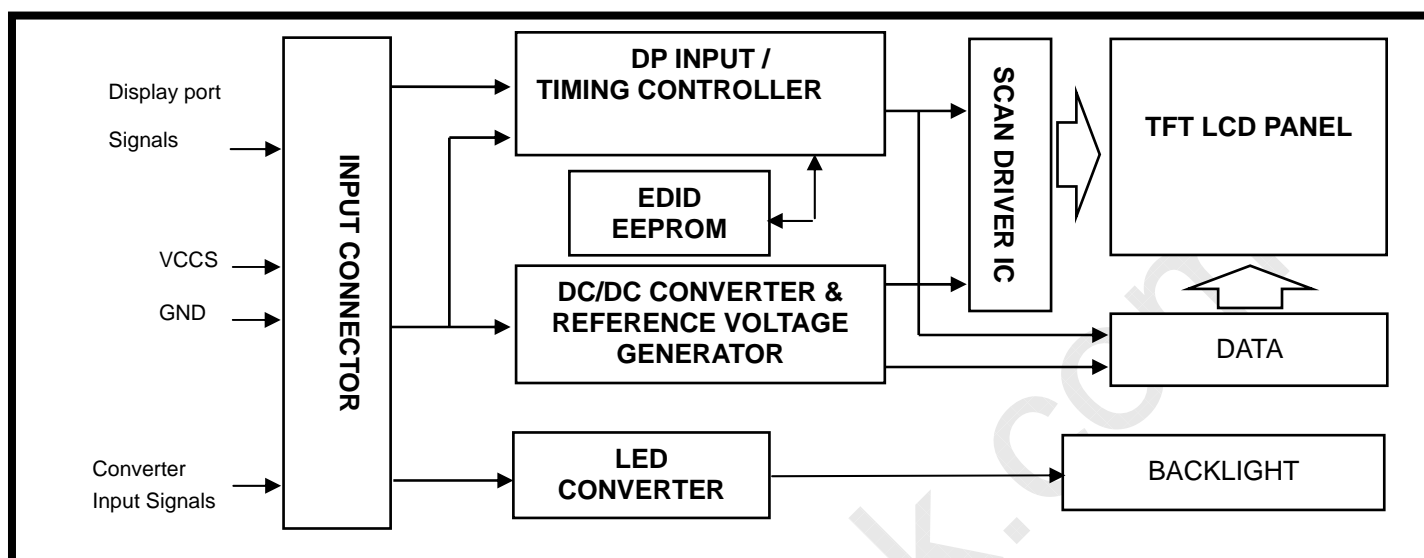 Display port
Signals
VCCS
GND
Converter
Input Signals
INPUT CONNECTOR
DP INPUT /
TIMING CONTROLLER
EDID
EEPROM
DC/DC CONVERTER &
REFERENCE VOLTAGE
GENERATOR
LED
CONVERTER
SCAN DRIVER IC
TFT LCD PANEL
DATA
BACKLIGHT
k.com